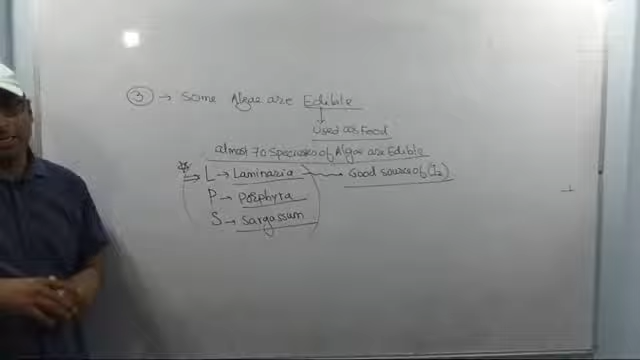 ③ → Some Algae are Edible
Used as Food
almost 70 Specieses of Algae are Edible
L → Laminaria → Good source of (I₂)
P → Porphyra
S → Sargassum